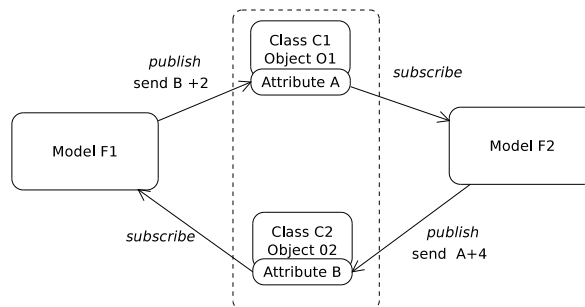 Class C1
Object O1
Attribute A
publish
send B +2
subscribe
Model F1
Model F2
Class C2
Object 02
Attribute B
subscribe
publish
send A+4